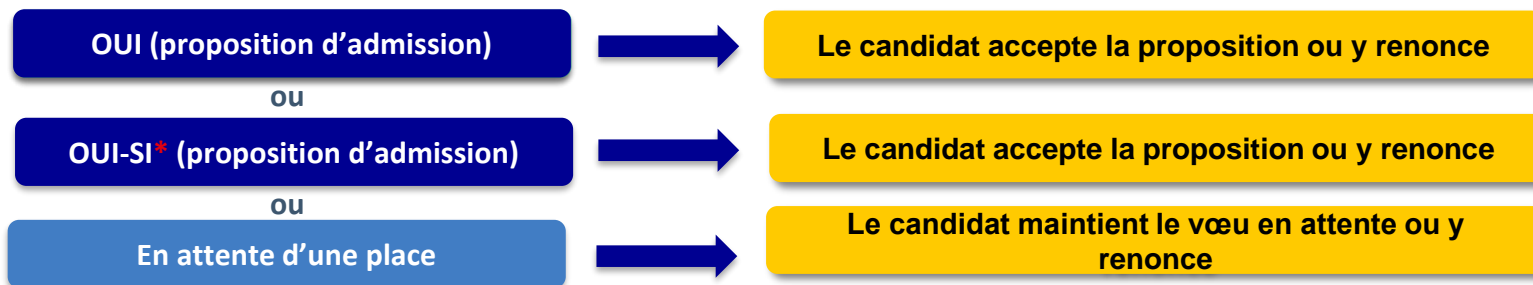 OUI (proposition d’admission)
Le candidat accepte la proposition ou y renonce
ou
OUI-SI* (proposition d’admission)
Le candidat accepte la proposition ou y renonce
ou
En attente d’une place
Le candidat maintient le vœu en attente ou y
renonce